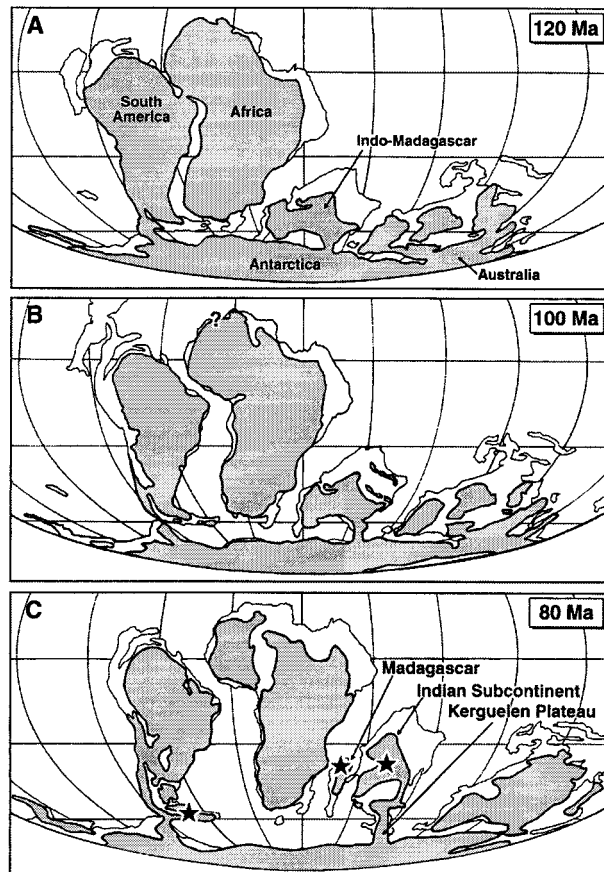 A
120 Ma
South
America
Africa
Indo-Madagascar
Antarctica
Australia
B
100 Ma
?
C
80 Ma
Madagascar
Indian Subcontinent
Kerguelen Plateau